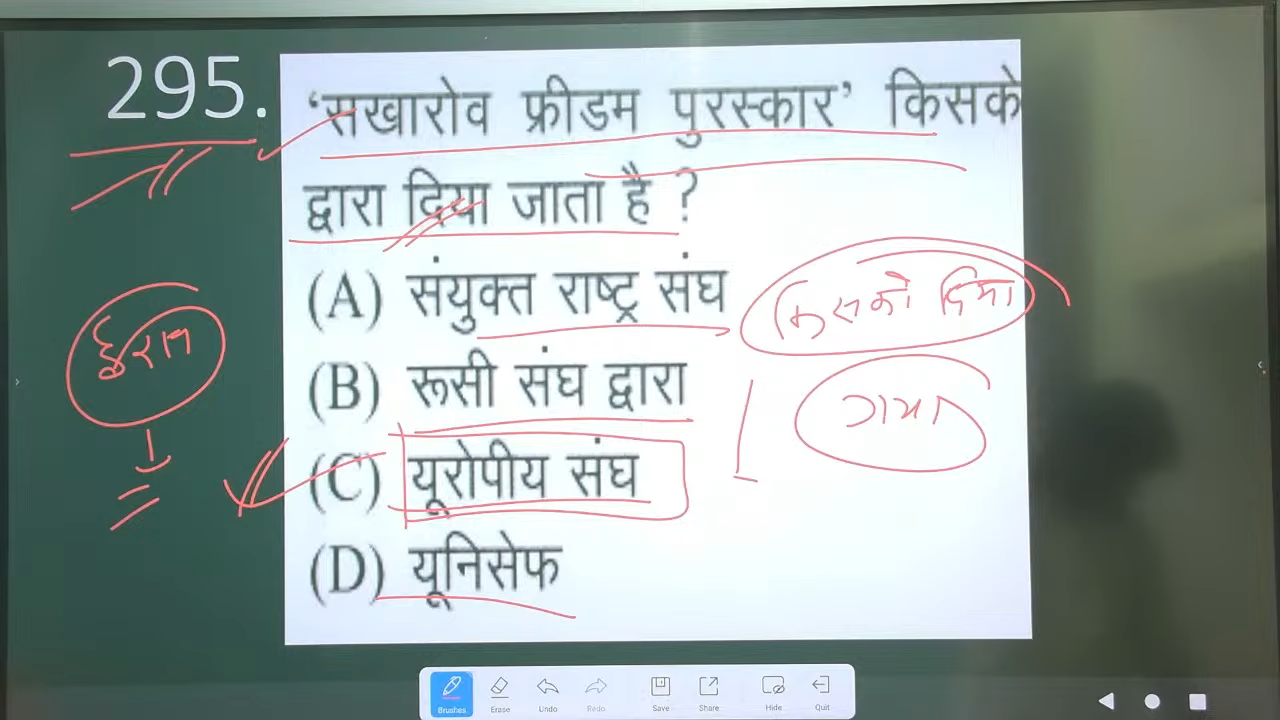 295.
‘सखारोव फ्रीडम पुरस्कार’ किसके
द्वारा दिया जाता है ?
(A) संयुक्त राष्ट्र संघ
(B) रूसी संघ द्वारा
(C) यूरोपीय संघ
(D) यूनिसेफ
किसको दिया
गया
Brushes Erase Undo Redo Save Share Hide Quit